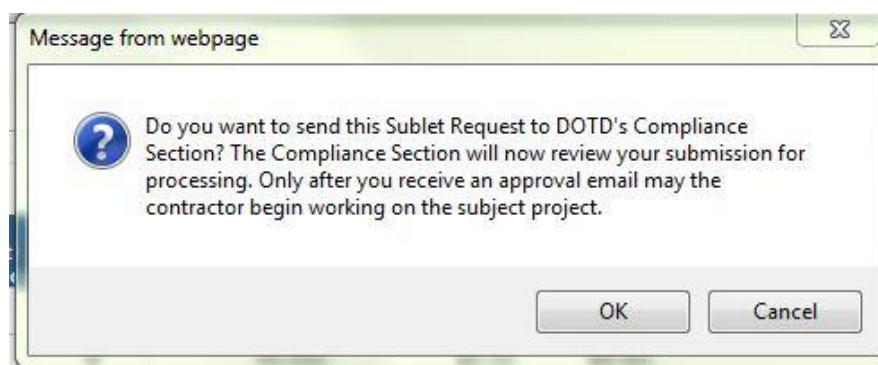 Message from webpage
Do you want to send this Sublet Request to DOTD's Compliance
Section? The Compliance Section will now review your submission for
processing. Only after you receive an approval email may the
contractor begin working on the subject project.
OK
Cancel